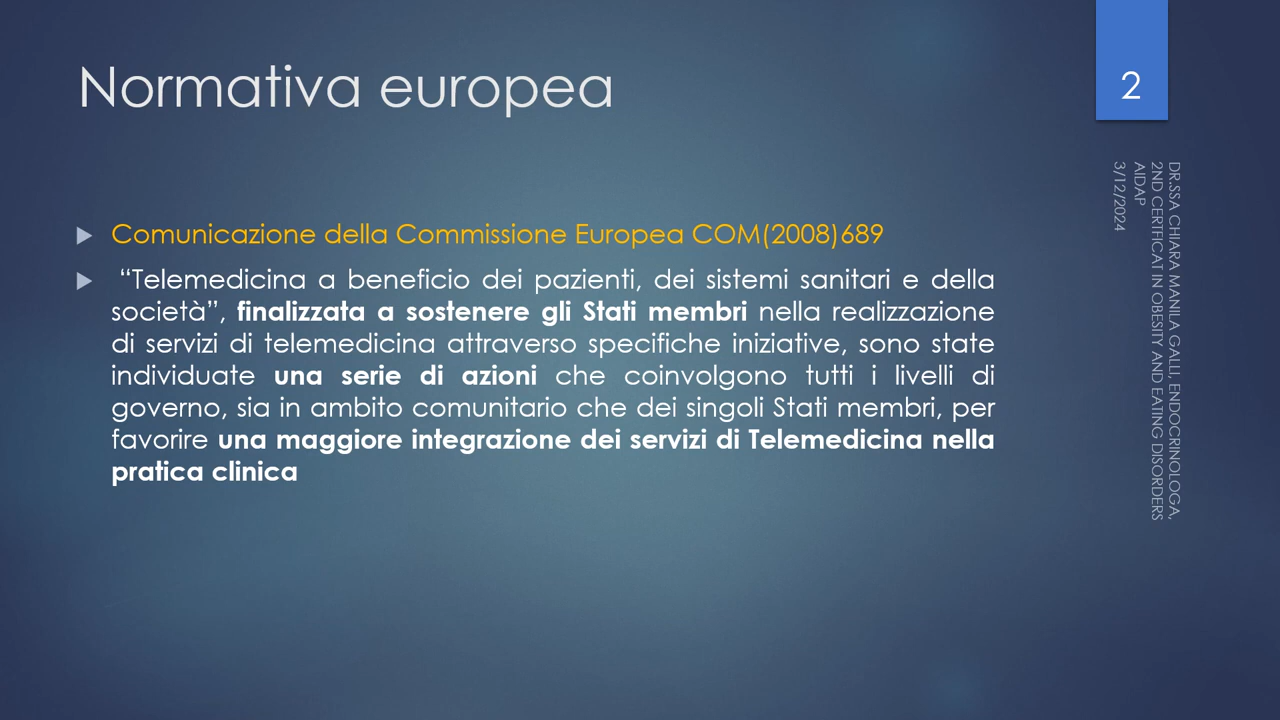 Normativa europea
2
Comunicazione della Commissione Europea COM(2008)689
“Telemedicina a beneficio dei pazienti, dei sistemi sanitari e della
società”, finalizzata a sostenere gli Stati membri nella realizzazione
di servizi di telemedicina attraverso specifiche iniziative, sono state
individuate una serie di azioni che coinvolgono tutti i livelli di
governo, sia in ambito comunitario che dei singoli Stati membri, per
favorire una maggiore integrazione dei servizi di Telemedicina nella
pratica clinica
DR.SSA CHIARA MANILA GALLI, ENDOCRINOLOGA,
2ND CERTFICAT IN OBESITY AND EATING DISORDERS
AIDAP
3/12/2024